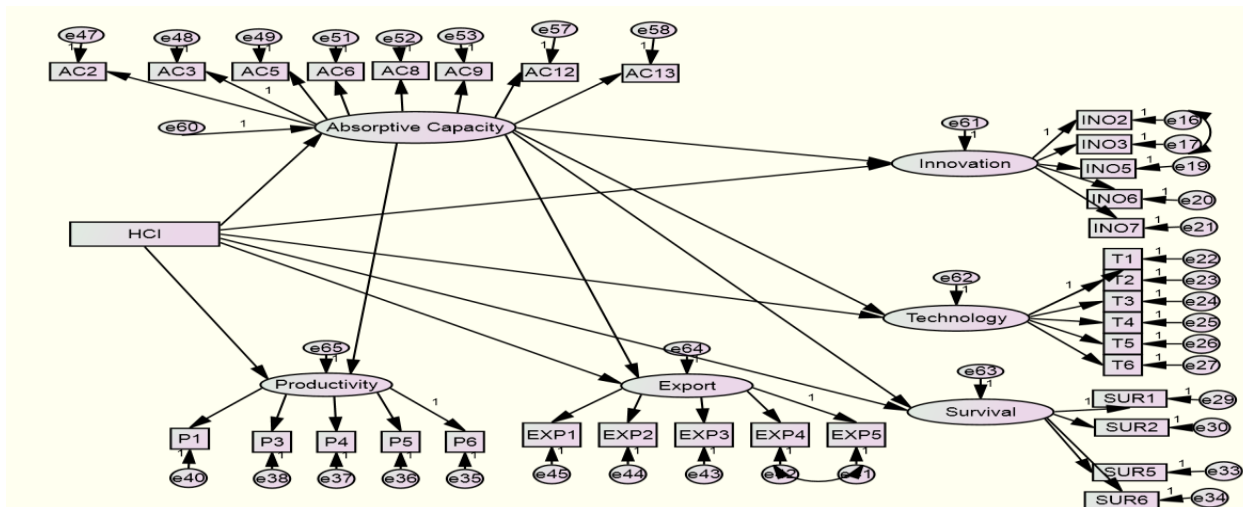 e47 e48 e49 e51 e52 e53 e57 e58
1 1 1 1 1 1 1 1
AC2 AC3 AC5 AC6 AC8 AC9 AC12 AC13
1
e60 1 Absorptive Capacity
e61
1
Innovation
1 INO2 1 e16
INO3 1 e17
INO5 1 e19
INO6 1 e20
INO7 1 e21
HCI
e62
1
Technology
1 T1 1 e22
T2 1 e23
T3 1 e24
T4 1 e25
T5 1 e26
T6 1 e27
e65 e64 e63
1 1 1
Productivity Export Survival
1 SUR1 1 e29
SUR2 1 e30
SUR5 1 e33
SUR6 1 e34
1 1
P1 P3 P4 P5 P6 EXP1 EXP2 EXP3 EXP4 EXP5
1 1 1 1 1 1 1 1 1 1
e40 e38 e37 e36 e35 e45 e44 e43